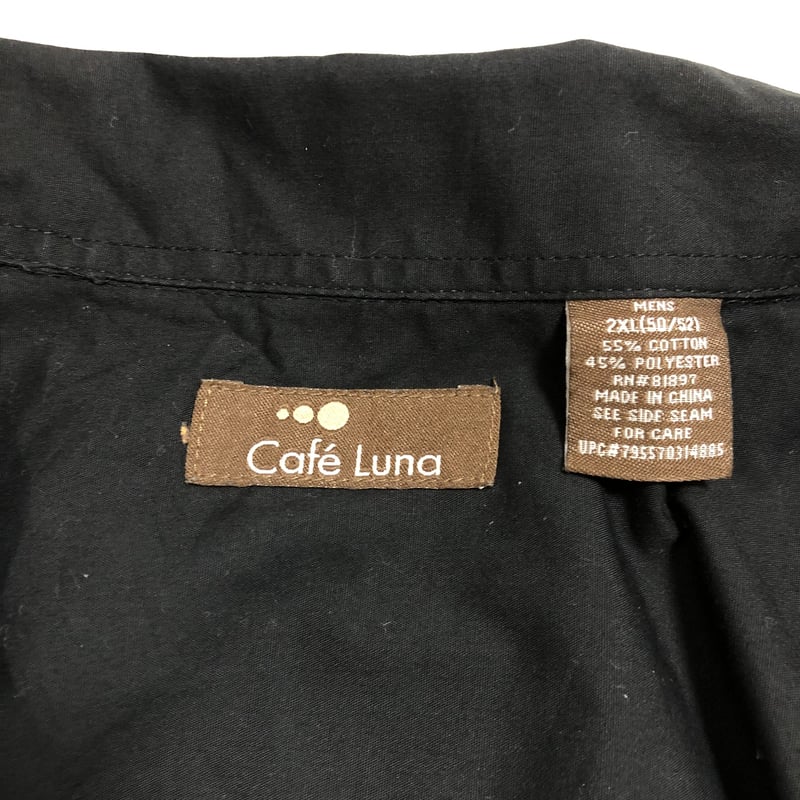 Café Luna
MENS
2XL(50/52)
55% COTTON
45% POLYESTER
RN#81897
MADE IN CHINA
SEE SIDE SEAM
FOR CARE
UPC#795570314885